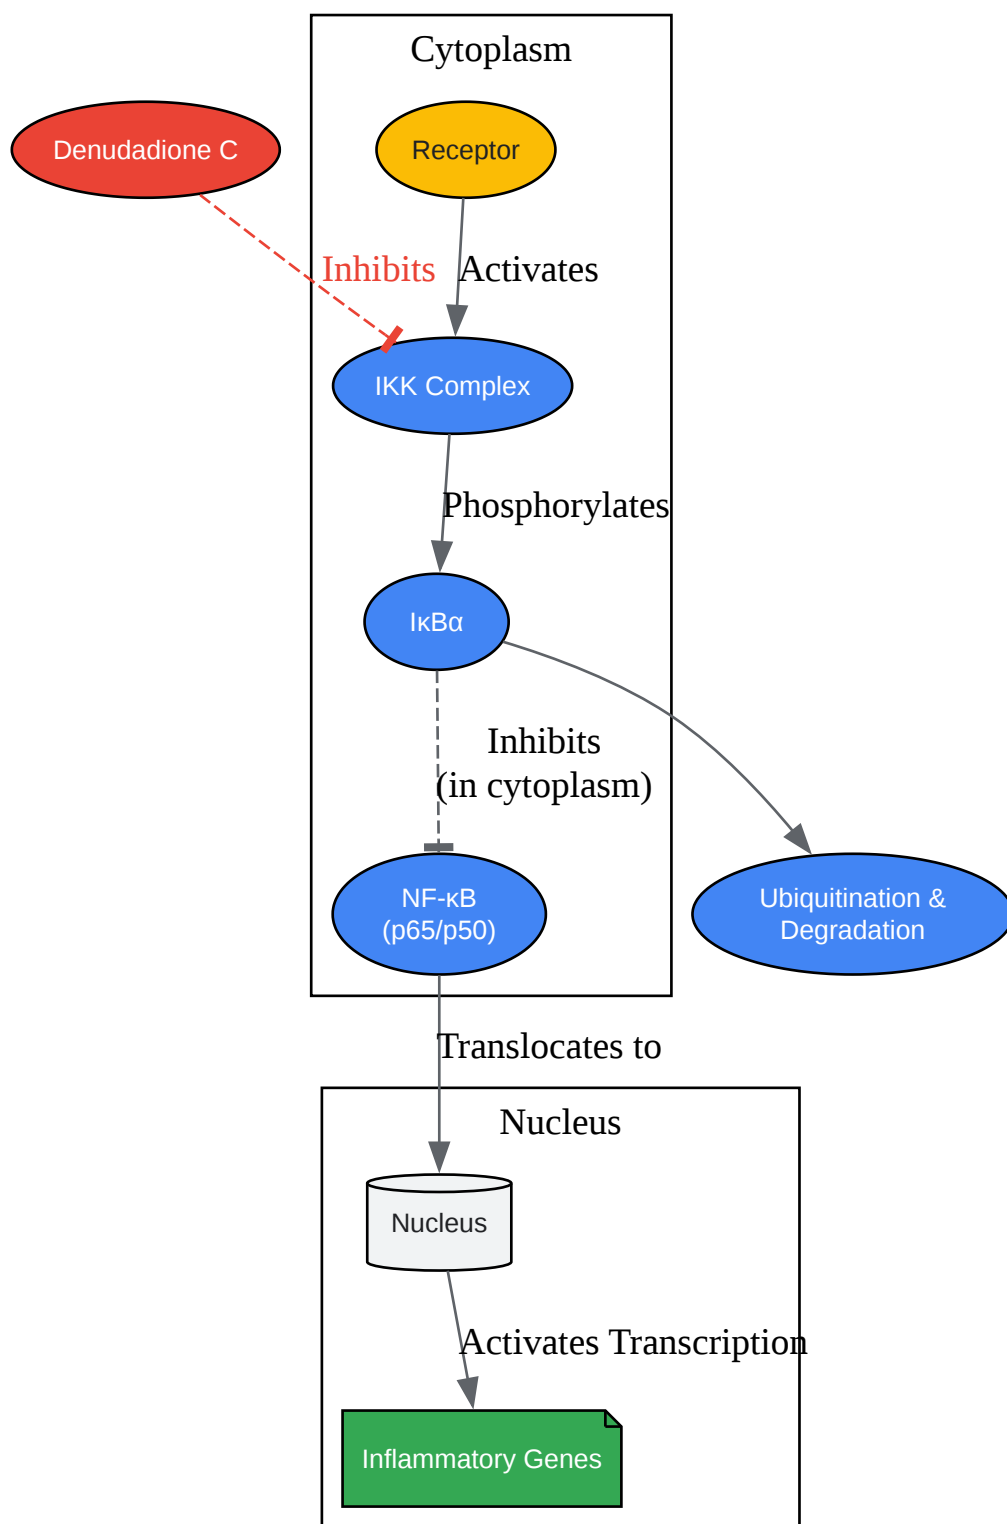 Cytoplasm
Denudadione C
Receptor
Inhibits
Activates
IKK Complex
Phosphorylates
IκBα
Inhibits
(in cytoplasm)
NF-κB
(p65/p50)
Ubiquitination &
Degradation
Translocates to
Nucleus
Nucleus
Activates Transcription
Inflammatory Genes